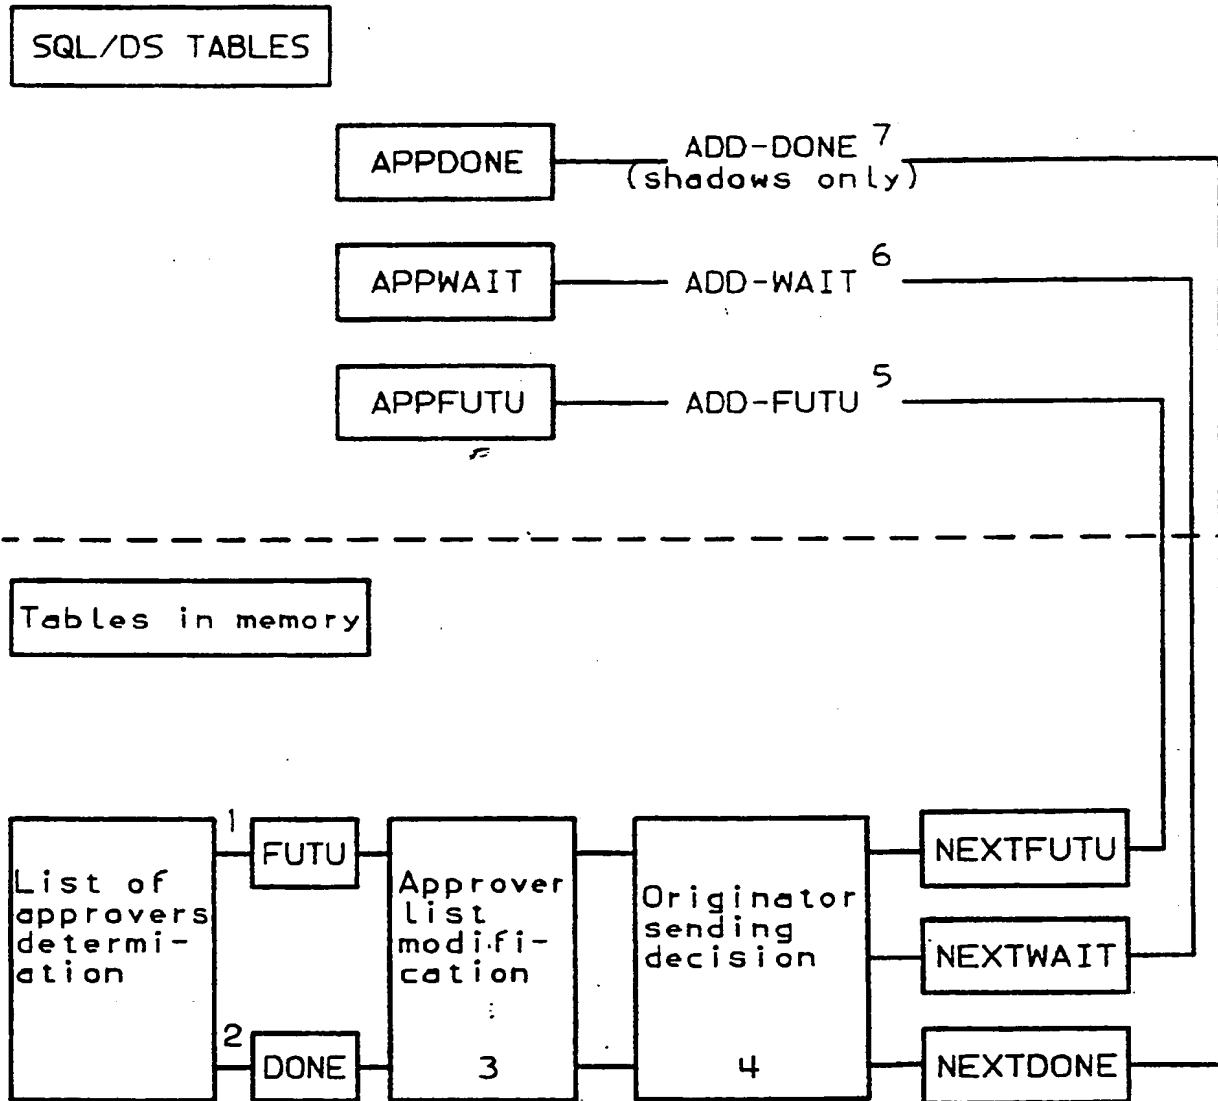 SQL/DS TABLES
APPDONE
ADD-DONE 7
(shadows only)
APPWAIT
ADD-WAIT 6
APPFUTU
ADD-FUTU 5
Tables in memory
List of
approvers
determi-
ation
1
FUTU
2
DONE
Approver
list
modifi-
cation
3
Originator
sending
decision
4
NEXTFUTU
NEXTWAIT
NEXTDONE